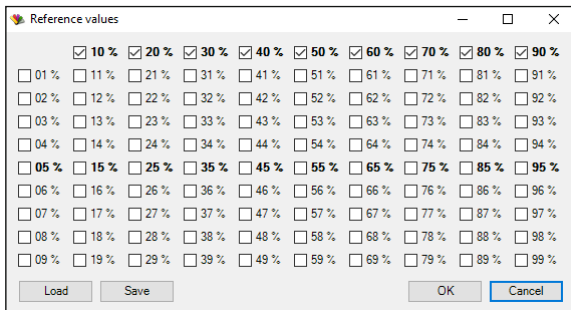 Reference values
10 % 20 % 30 % 40 % 50 % 60 % 70 % 80 % 90 %
01 % 11 % 21 % 31 % 41 % 51 % 61 % 71 % 81 % 91 %
02 % 12 % 22 % 32 % 42 % 52 % 62 % 72 % 82 % 92 %
03 % 13 % 23 % 33 % 43 % 53 % 63 % 73 % 83 % 93 %
04 % 14 % 24 % 34 % 44 % 54 % 64 % 74 % 84 % 94 %
05 % 15 % 25 % 35 % 45 % 55 % 65 % 75 % 85 % 95 %
06 % 16 % 26 % 36 % 46 % 56 % 66 % 76 % 86 % 96 %
07 % 17 % 27 % 37 % 47 % 57 % 67 % 77 % 87 % 97 %
08 % 18 % 28 % 38 % 48 % 58 % 68 % 78 % 88 % 98 %
09 % 19 % 29 % 39 % 49 % 59 % 69 % 79 % 89 % 99 %
Load Save OK Cancel